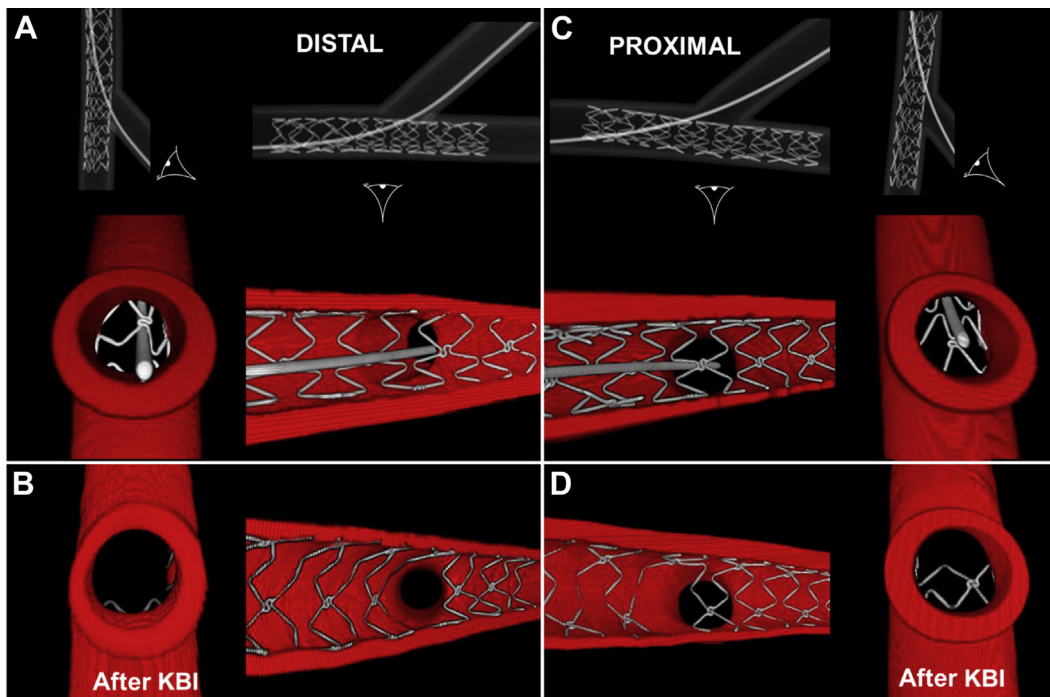 A
DISTAL
C
PROXIMAL
B
After KBI
D
After KBI